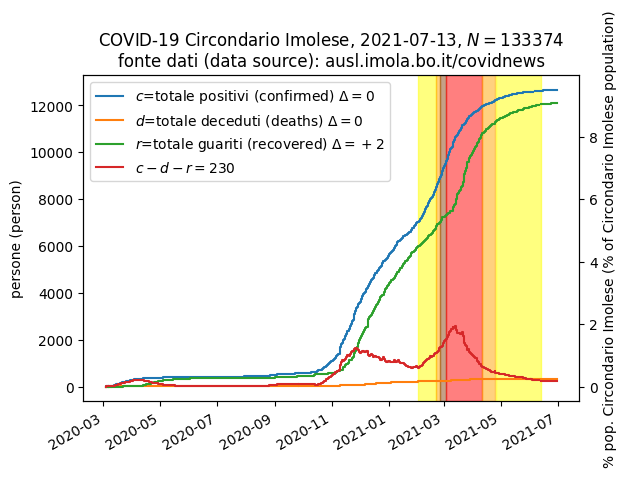 COVID-19 Circondario Imolese, 2021-07-13, N = 133374
fonte dati (data source): ausl.imola.bo.it/covidnews
c=totale positivi (confirmed) Δ = 0
d=totale deceduti (deaths) Δ = 0
r=totale guariti (recovered) Δ = +2
c − d − r = 230
persone (person)
12000
10000
8000
6000
4000
2000
0
8
6
4
2
0
% pop. Circondario Imolese (% of Circondario Imolese population)
2020-03
2020-05
2020-07
2020-09
2020-11
2021-01
2021-03
2021-05
2021-07